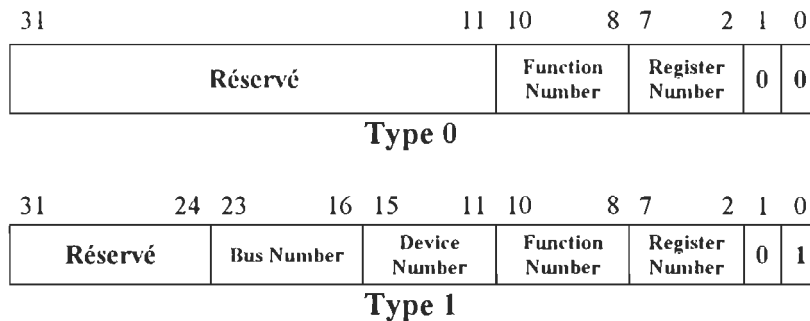 31 11 10 8 7 2 1 0
Réservé Function Number Register Number 0 0
Type 0
31 24 23 16 15 11 10 8 7 2 1 0
Réservé Bus Number Device Number Function Number Register Number 0 1
Type 1